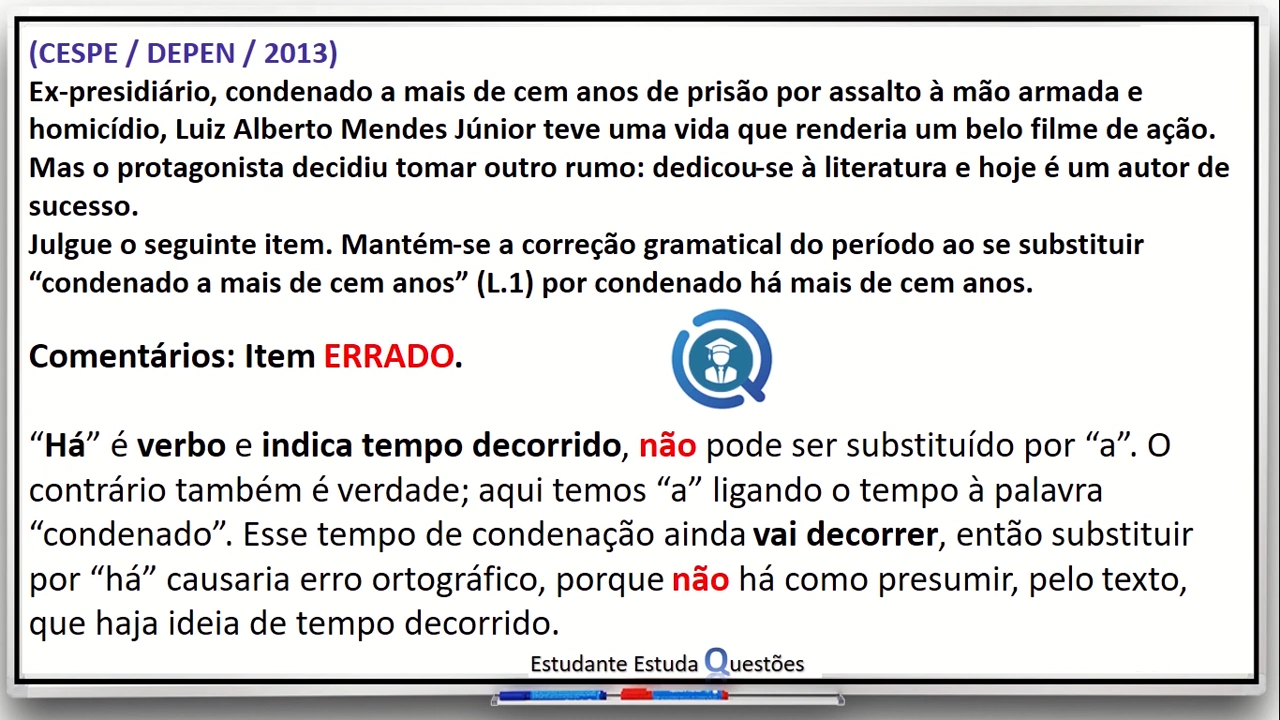 (CESPE / DEPEN / 2013)
Ex-presidiário, condenado a mais de cem anos de prisão por assalto à mão armada e
homicídio, Luiz Alberto Mendes Júnior teve uma vida que renderia um belo filme de ação.
Mas o protagonista decidiu tomar outro rumo: dedicou-se à literatura e hoje é um autor de
sucesso.
Julgue o seguinte item. Mantém-se a correção gramatical do período ao se substituir
“condenado a mais de cem anos” (L.1) por condenado há mais de cem anos.
Comentários: Item ERRADO.
“Há” é verbo e indica tempo decorrido, não pode ser substituído por “a”. O
contrário também é verdade; aqui temos “a” ligando o tempo à palavra
“condenado”. Esse tempo de condenação ainda vai decorrer, então substituir
por “há” causaria erro ortográfico, porque não há como presumir, pelo texto,
que haja ideia de tempo decorrido.
Estudante Estuda Questões